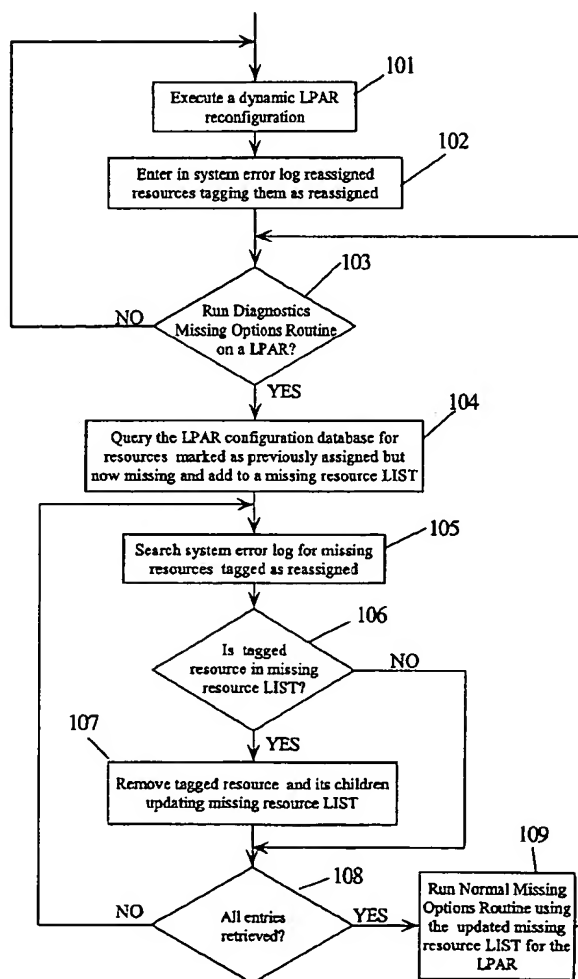 101
Execute a dynamic LPAR
reconfiguration
102
Enter in system error log reassigned
resources tagging them as reassigned
103
Run Diagnostics
Missing Options Routine
on a LPAR?
NO
YES
104
Query the LPAR configuration database for
resources marked as previously assigned but
now missing and add to a missing resource LIST
105
Search system error log for missing
resources tagged as reassigned
106
Is tagged
resource in missing
resource LIST?
NO
YES
107
Remove tagged resource and its children
updating missing resource LIST
108
All entries
retrieved?
NO
YES
109
Run Normal Missing
Options Routine using
the updated missing
resource LIST for the
LPAR